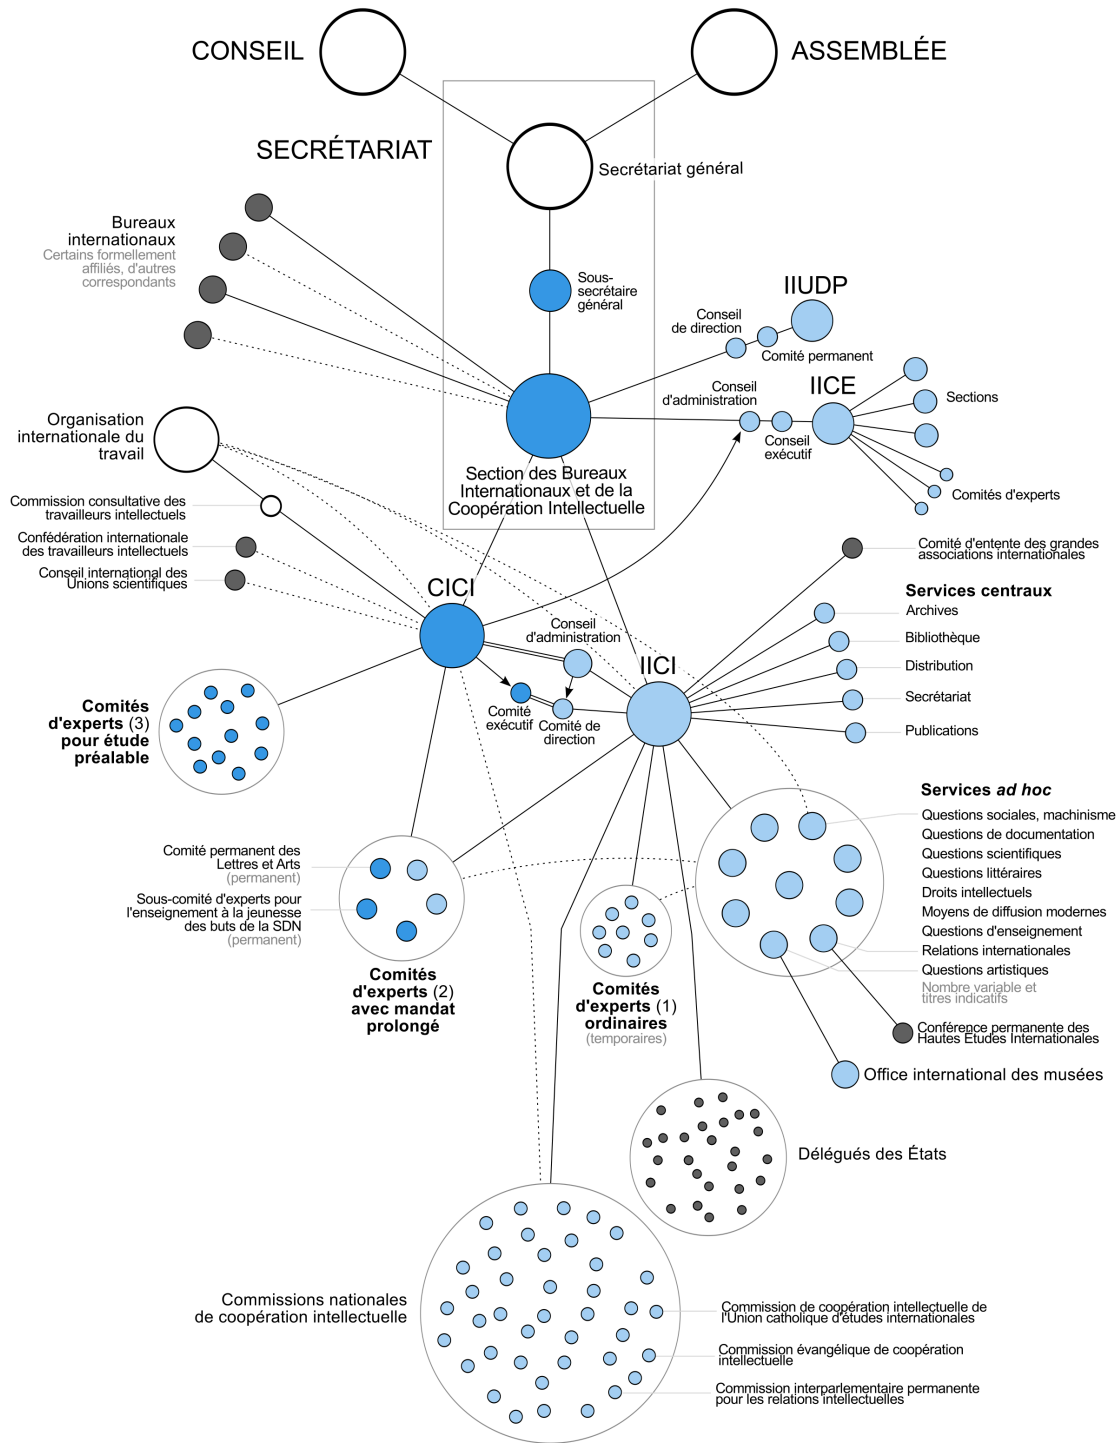 CONSEIL
ASSEMBLÉE
SECRÉTARIAT
Secrétariat général
Bureaux
internationaux
Certains formellement
affiliés, d'autres
correspondants
Sous-
secrétaire
général
IIUDP
Conseil
de direction
Comité permanent
Conseil
d'administration
IICE
Sections
Conseil
exécutif
Comités d'experts
Organisation
internationale du
travail
Section des Bureaux
Internationaux et de la
Coopération Intellectuelle
Commission consultative des
travailleurs intellectuels
Confédération internationale
des travailleurs intellectuels
Conseil international des
Unions scientifiques
Comité d'entente des grandes
associations internationales
CICI
Conseil
d'administration
IICI
Services centraux
Archives
Bibliothèque
Distribution
Secrétariat
Publications
Comité
exécutif
Comité de
direction
Comités
d'experts (3)
pour étude
préalable
Services ad hoc
Questions sociales, machinisme
Questions de documentation
Questions scientifiques
Questions littéraires
Droits intellectuels
Moyens de diffusion modernes
Questions d'enseignement
Relations internationales
Questions artistiques
Nombre variable et
titres indicatifs
Comité permanent des
Lettres et Arts
(permanent)
Sous-comité d'experts pour
l'enseignement à la jeunesse
des buts de la SDN
(permanent)
Comités
d'experts (2)
avec mandat
prolongé
Comités
d'experts (1)
ordinaires
(temporaires)
Conférence permanente des
Hautes Études Internationales
Office international des musées
Délégués des États
Commissions nationales
de coopération intellectuelle
Commission de coopération intellectuelle de
l'Union catholique d'études internationales
Commission évangélique de coopération
intellectuelle
Commission interparlementaire permanente
pour les relations intellectuelles